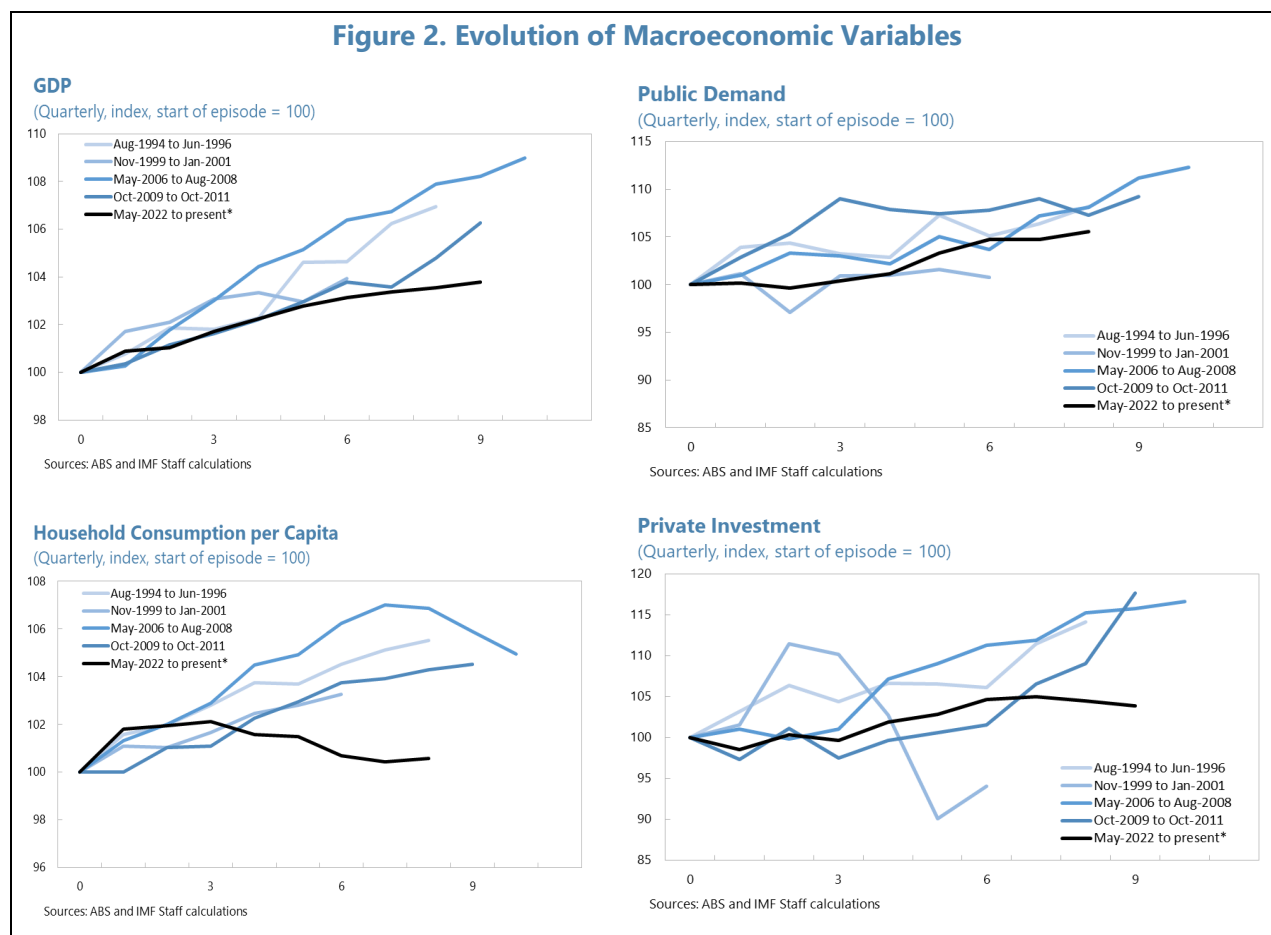 Figure 2. Evolution of Macroeconomic Variables
GDP
(Quarterly, index, start of episode = 100)
110
108
106
104
102
100
98
Aug-1994 to Jun-1996
Nov-1999 to Jan-2001
May-2006 to Aug-2008
Oct-2009 to Oct-2011
May-2022 to present*
0 3 6 9
Sources: ABS and IMF Staff calculations
Public Demand
(Quarterly, index, start of episode = 100)
115
110
105
100
95
90
85
Aug-1994 to Jun-1996
Nov-1999 to Jan-2001
May-2006 to Aug-2008
Oct-2009 to Oct-2011
May-2022 to present*
0 3 6 9
Sources: ABS and IMF Staff calculations
Household Consumption per Capita
(Quarterly, index, start of episode = 100)
108
106
104
102
100
98
96
Aug-1994 to Jun-1996
Nov-1999 to Jan-2001
May-2006 to Aug-2008
Oct-2009 to Oct-2011
May-2022 to present*
0 3 6 9
Sources: ABS and IMF Staff calculations
Private Investment
(Quarterly, index, start of episode = 100)
120
115
110
105
100
95
90
85
Aug-1994 to Jun-1996
Nov-1999 to Jan-2001
May-2006 to Aug-2008
Oct-2009 to Oct-2011
May-2022 to present*
0 3 6 9
Sources: ABS and IMF Staff calculations